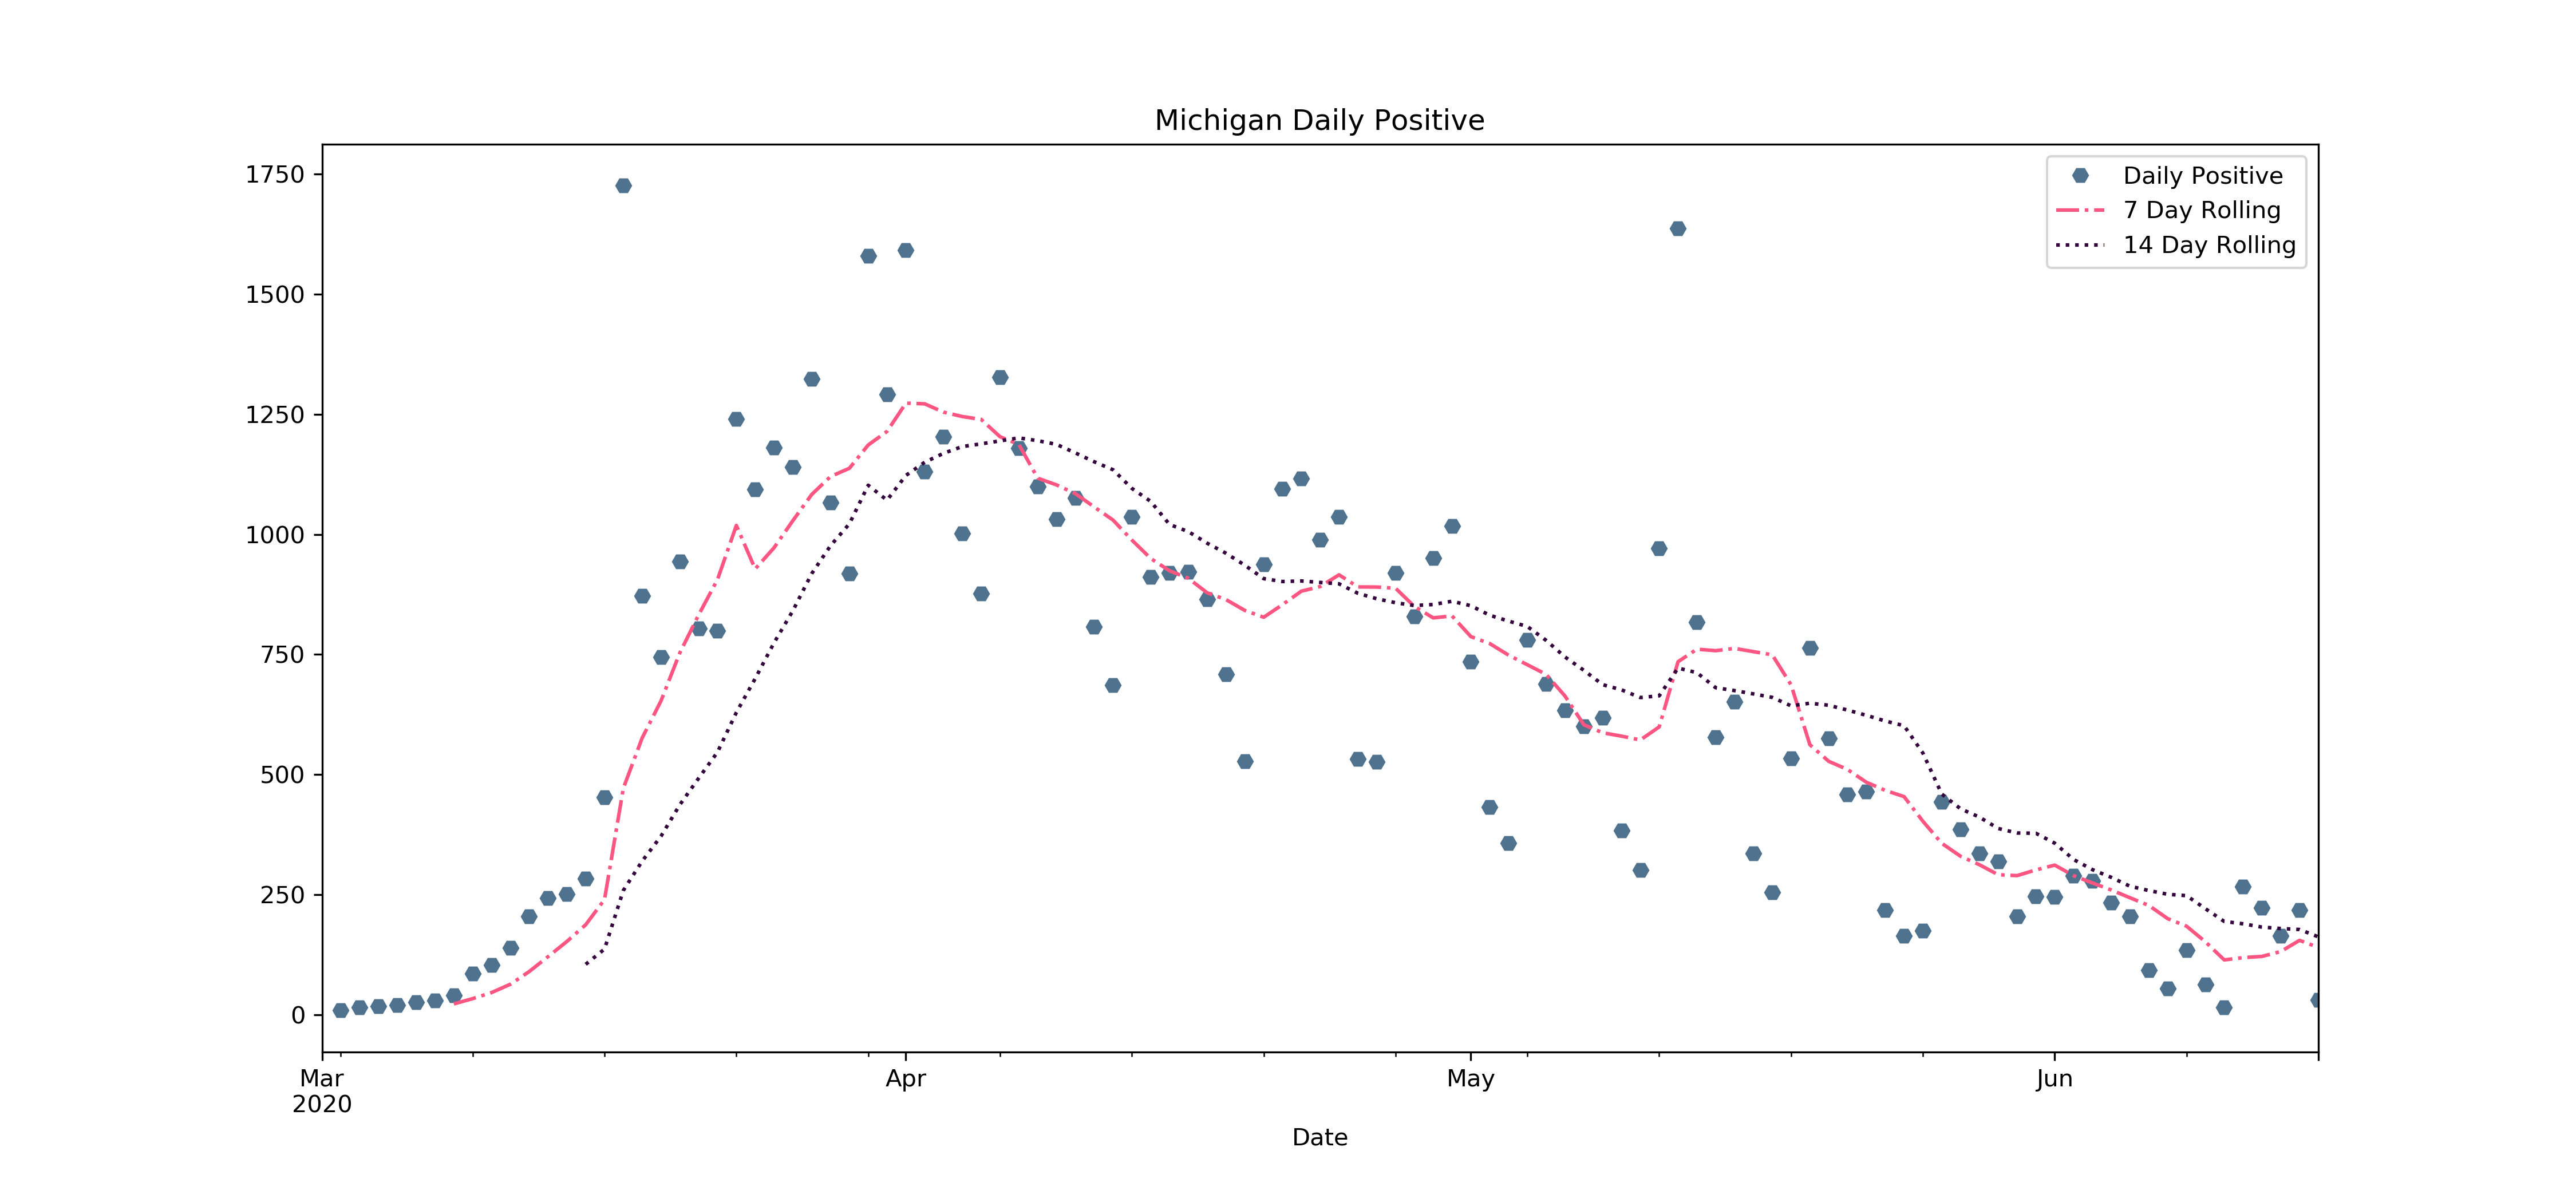 Michigan Daily Positive
1750
1500
1250
1000
750
500
250
0
Daily Positive
7 Day Rolling
14 Day Rolling
Mar
2020
Apr
May
Jun
Date